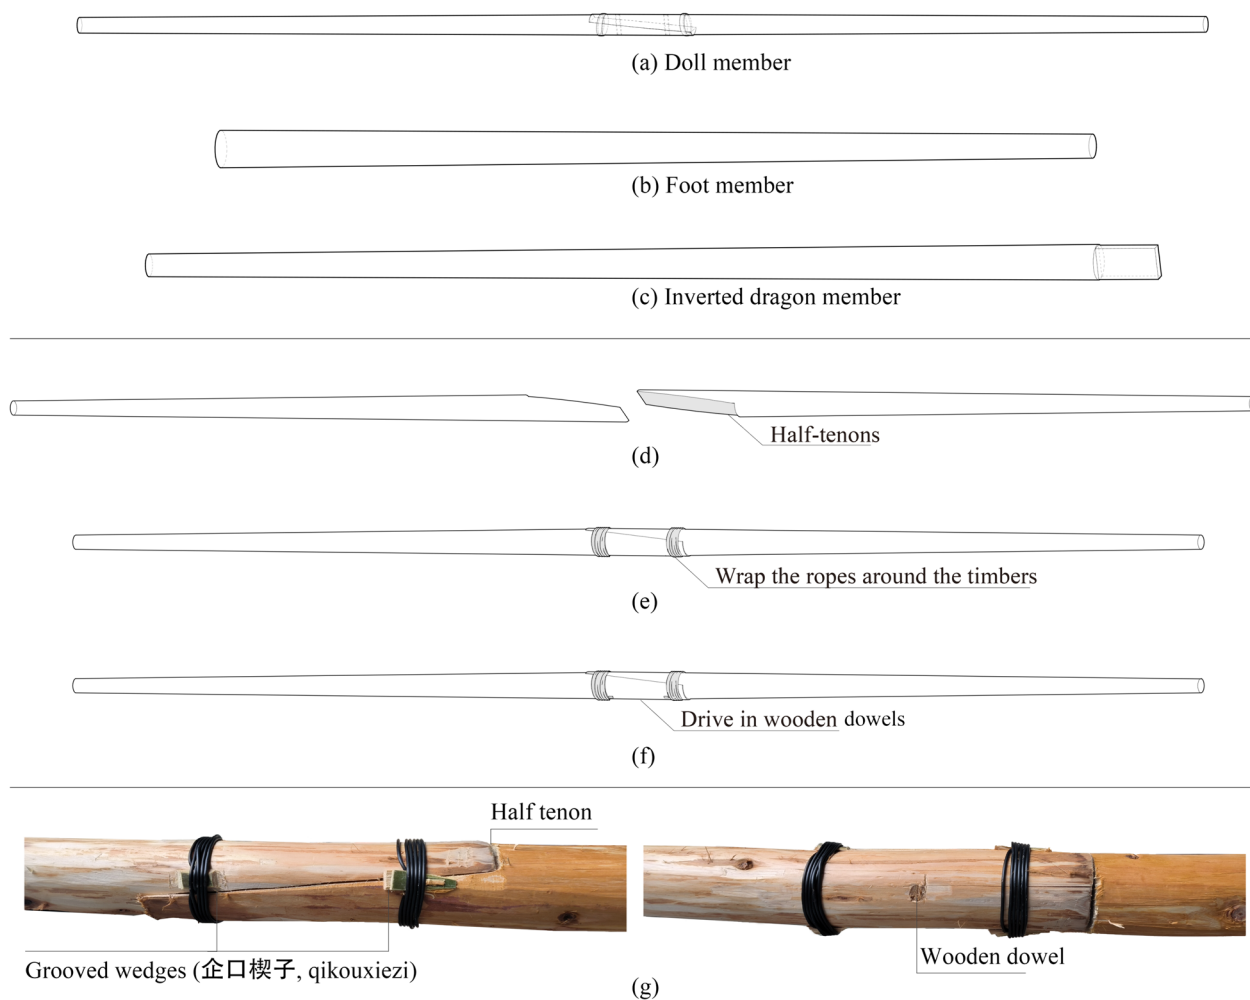 (a) Doll member
(b) Foot member
(c) Inverted dragon member
Half-tenons
(d)
Wrap the ropes around the timbers
(e)
Drive in wooden dowels
(f)
Half tenon
Wooden dowel
Grooved wedges (企口楔子, qikouxiezi)
(g)